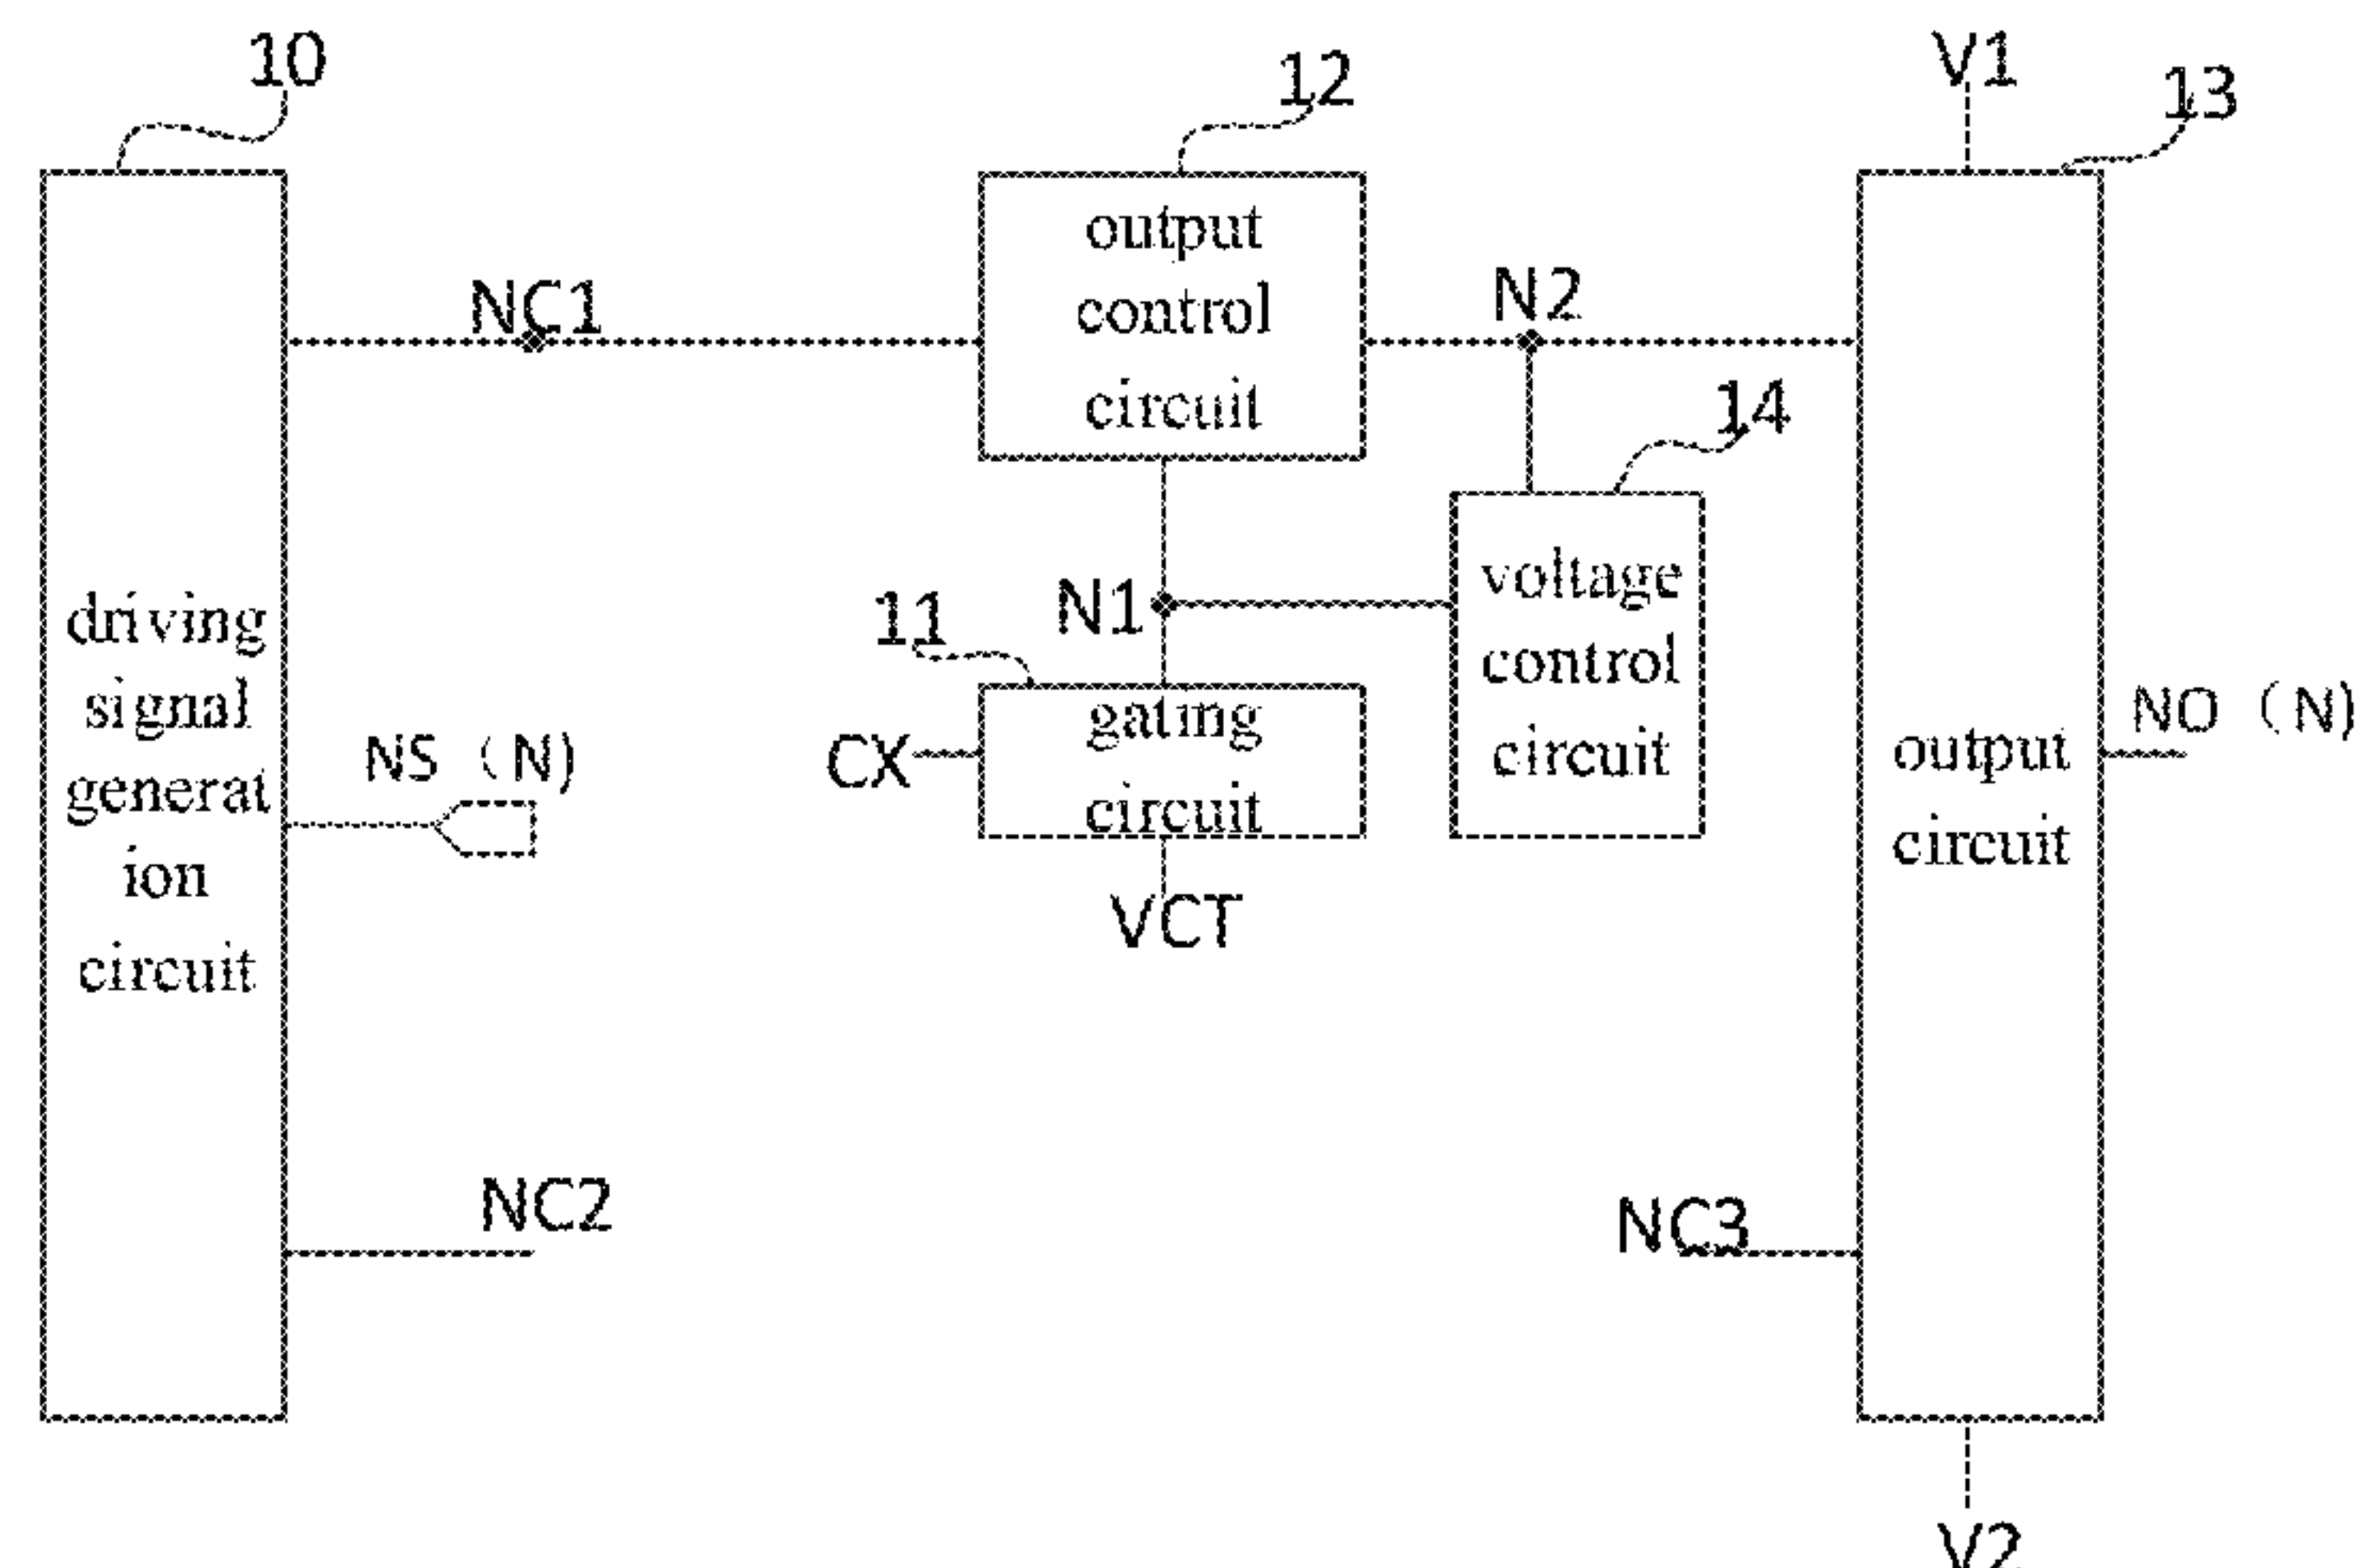 10
12
V1
13
output
control
circuit
NC1
N2
14
voltage
control
circuit
N1
11
gating
circuit
CX
VCT
driving
signal
generat
ion
circuit
NS (N)
output
circuit
NO (N)
NC2
NC3
V2